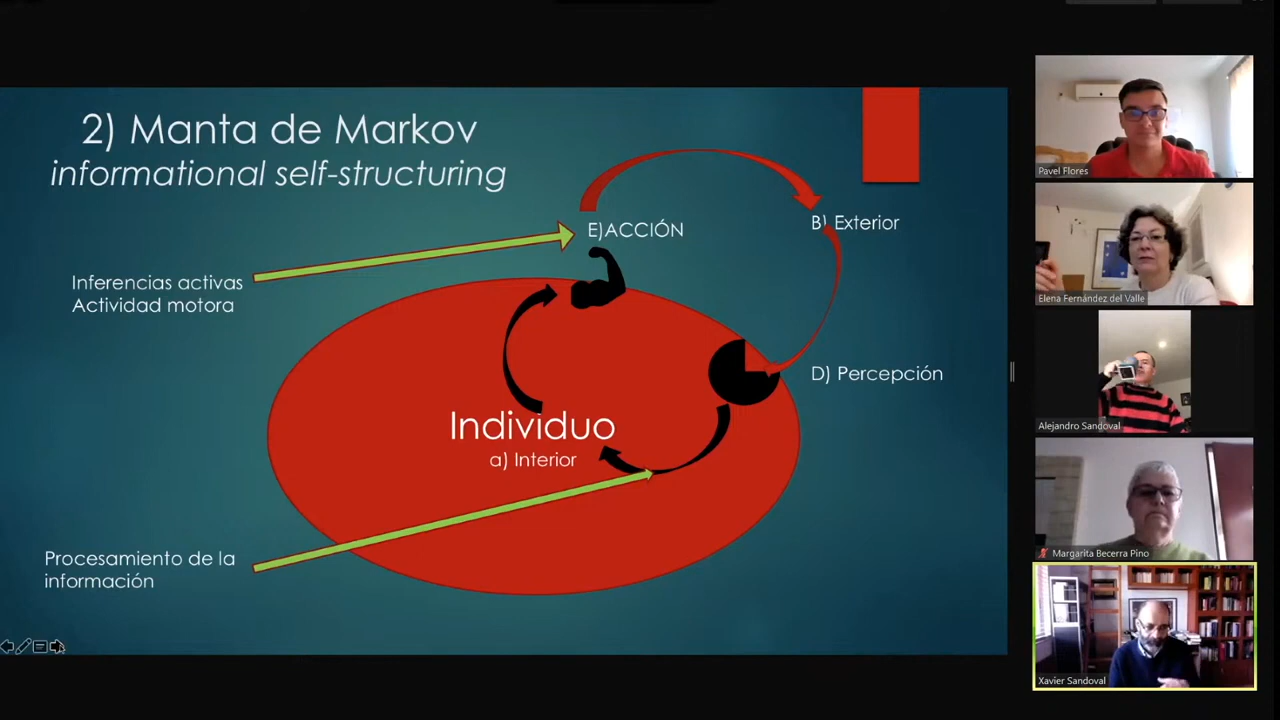 2) Manta de Markov
informational self-structuring
E)ACCIÓN
B) Exterior
Inferencias activas
Actividad motora
D) Percepción
Individuo
a) Interior
Procesamiento de la
información
Pavel Flores
Elena Fernández del Valle
Alejandro Sandoval
Margarita Becerra Pino
Xavier Sandoval